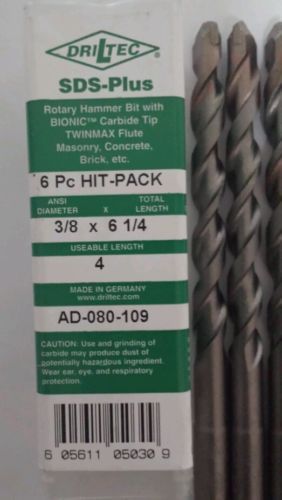 DRILTEC
SDS-Plus
Rotary Hammer Bit with
BIONIC™ Carbide Tip
TWINMAX Flute
Masonry, Concrete,
Brick, etc.
6 Pc HIT-PACK
ANSI DIAMETER X TOTAL LENGTH
3/8 x 6 1/4
USEABLE LENGTH
4
MADE IN GERMANY
www.driltec.com
AD-080-109
CAUTION: Use and grinding of
carbide may produce dust of
potentially hazardous ingredients.
Wear ear, eye, and respiratory
protection.
6 05611 05030 9